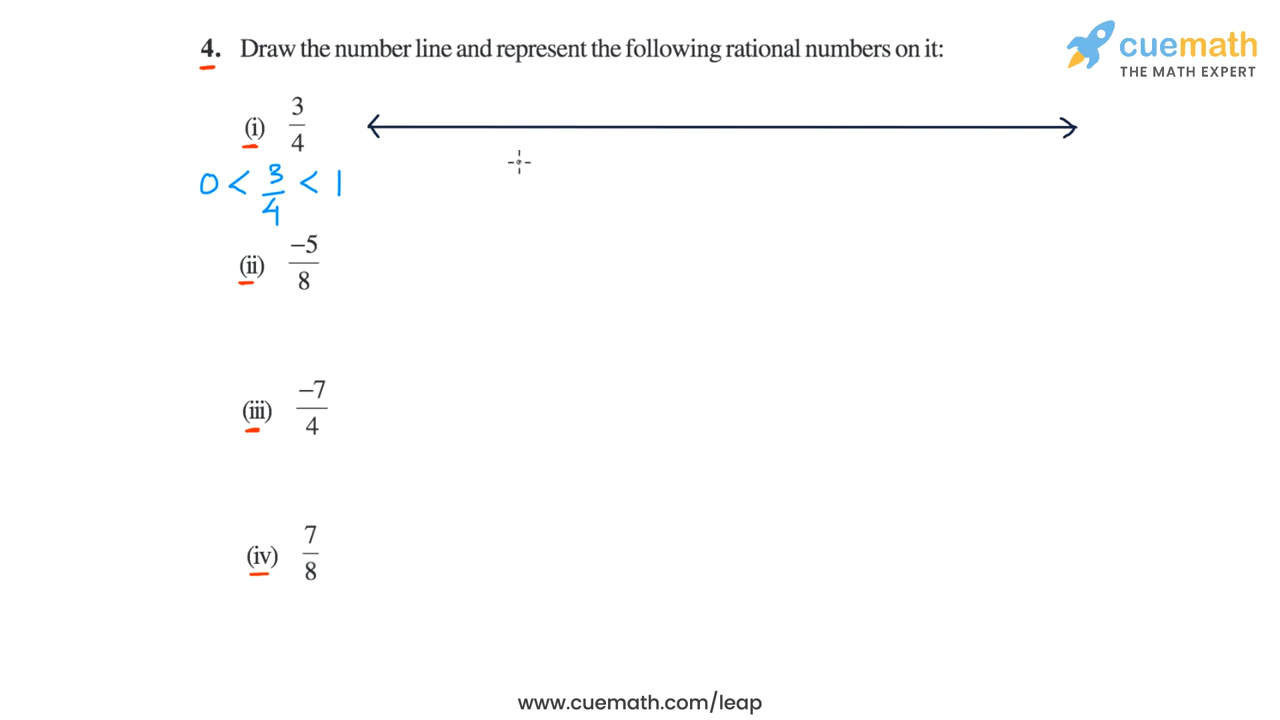 4. Draw the number line and represent the following rational numbers on it:
cuemath
THE MATH EXPERT
(i) 3/4
0 < 3/4 < 1
(ii) −5/8
(iii) −7/4
(iv) 7/8
www.cuemath.com/leap